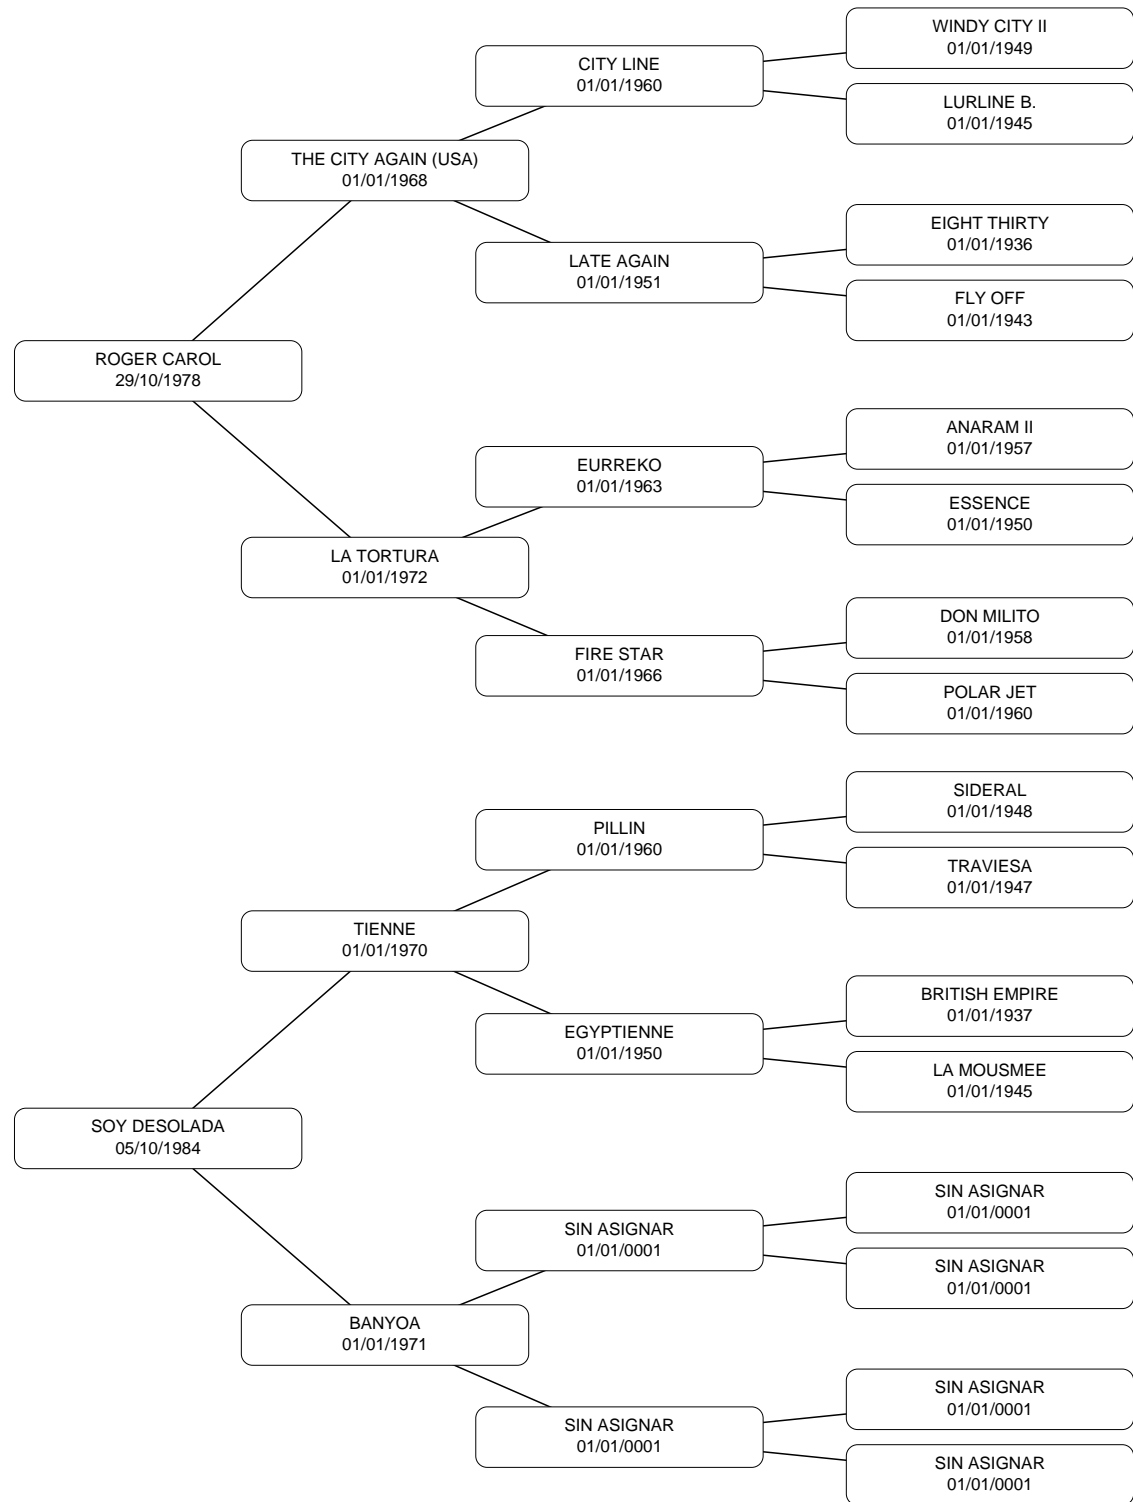 WINDY CITY II
01/01/1949
CITY LINE
01/01/1960
LURLINE B.
01/01/1945
THE CITY AGAIN (USA)
01/01/1968
EIGHT THIRTY
01/01/1936
LATE AGAIN
01/01/1951
FLY OFF
01/01/1943
ROGER CAROL
29/10/1978
ANARAM II
01/01/1957
EURREKO
01/01/1963
ESSENCE
01/01/1950
LA TORTURA
01/01/1972
DON MILITO
01/01/1958
FIRE STAR
01/01/1966
POLAR JET
01/01/1960
SIDERAL
01/01/1948
PILLIN
01/01/1960
TRAVIESA
01/01/1947
TIENNE
01/01/1970
BRITISH EMPIRE
01/01/1937
EGYPTIENNE
01/01/1950
LA MOUSMEE
01/01/1945
SOY DESOLADA
05/10/1984
SIN ASIGNAR
01/01/0001
SIN ASIGNAR
01/01/0001
SIN ASIGNAR
01/01/0001
BANYOA
01/01/1971
SIN ASIGNAR
01/01/0001
SIN ASIGNAR
01/01/0001
SIN ASIGNAR
01/01/0001